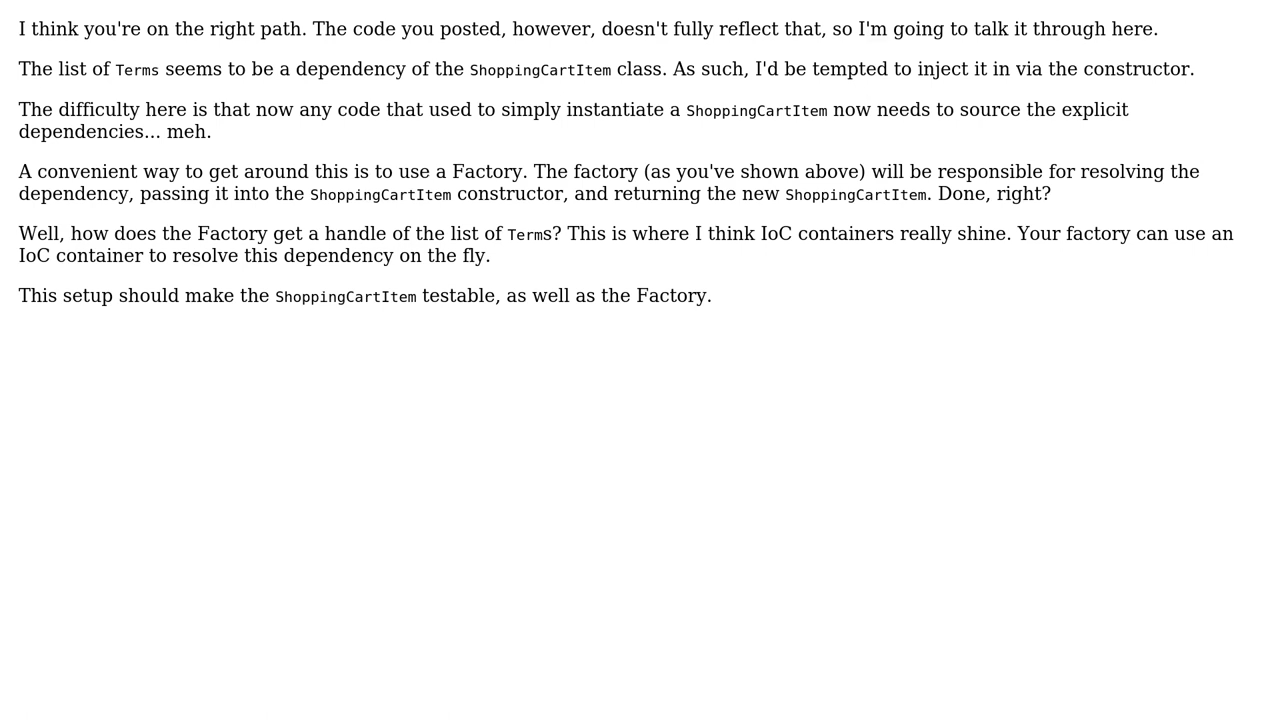 I think you're on the right path. The code you posted, however, doesn't fully reflect that, so I'm going to talk it through here.
The list of Terms seems to be a dependency of the ShoppingCartItem class. As such, I'd be tempted to inject it in via the constructor.
The difficulty here is that now any code that used to simply instantiate a ShoppingCartItem now needs to source the explicit
dependencies... meh.
A convenient way to get around this is to use a Factory. The factory (as you've shown above) will be responsible for resolving the
dependency, passing it into the ShoppingCartItem constructor, and returning the new ShoppingCartItem. Done, right?
Well, how does the Factory get a handle of the list of Terms? This is where I think IoC containers really shine. Your factory can use an
IoC container to resolve this dependency on the fly.
This setup should make the ShoppingCartItem testable, as well as the Factory.